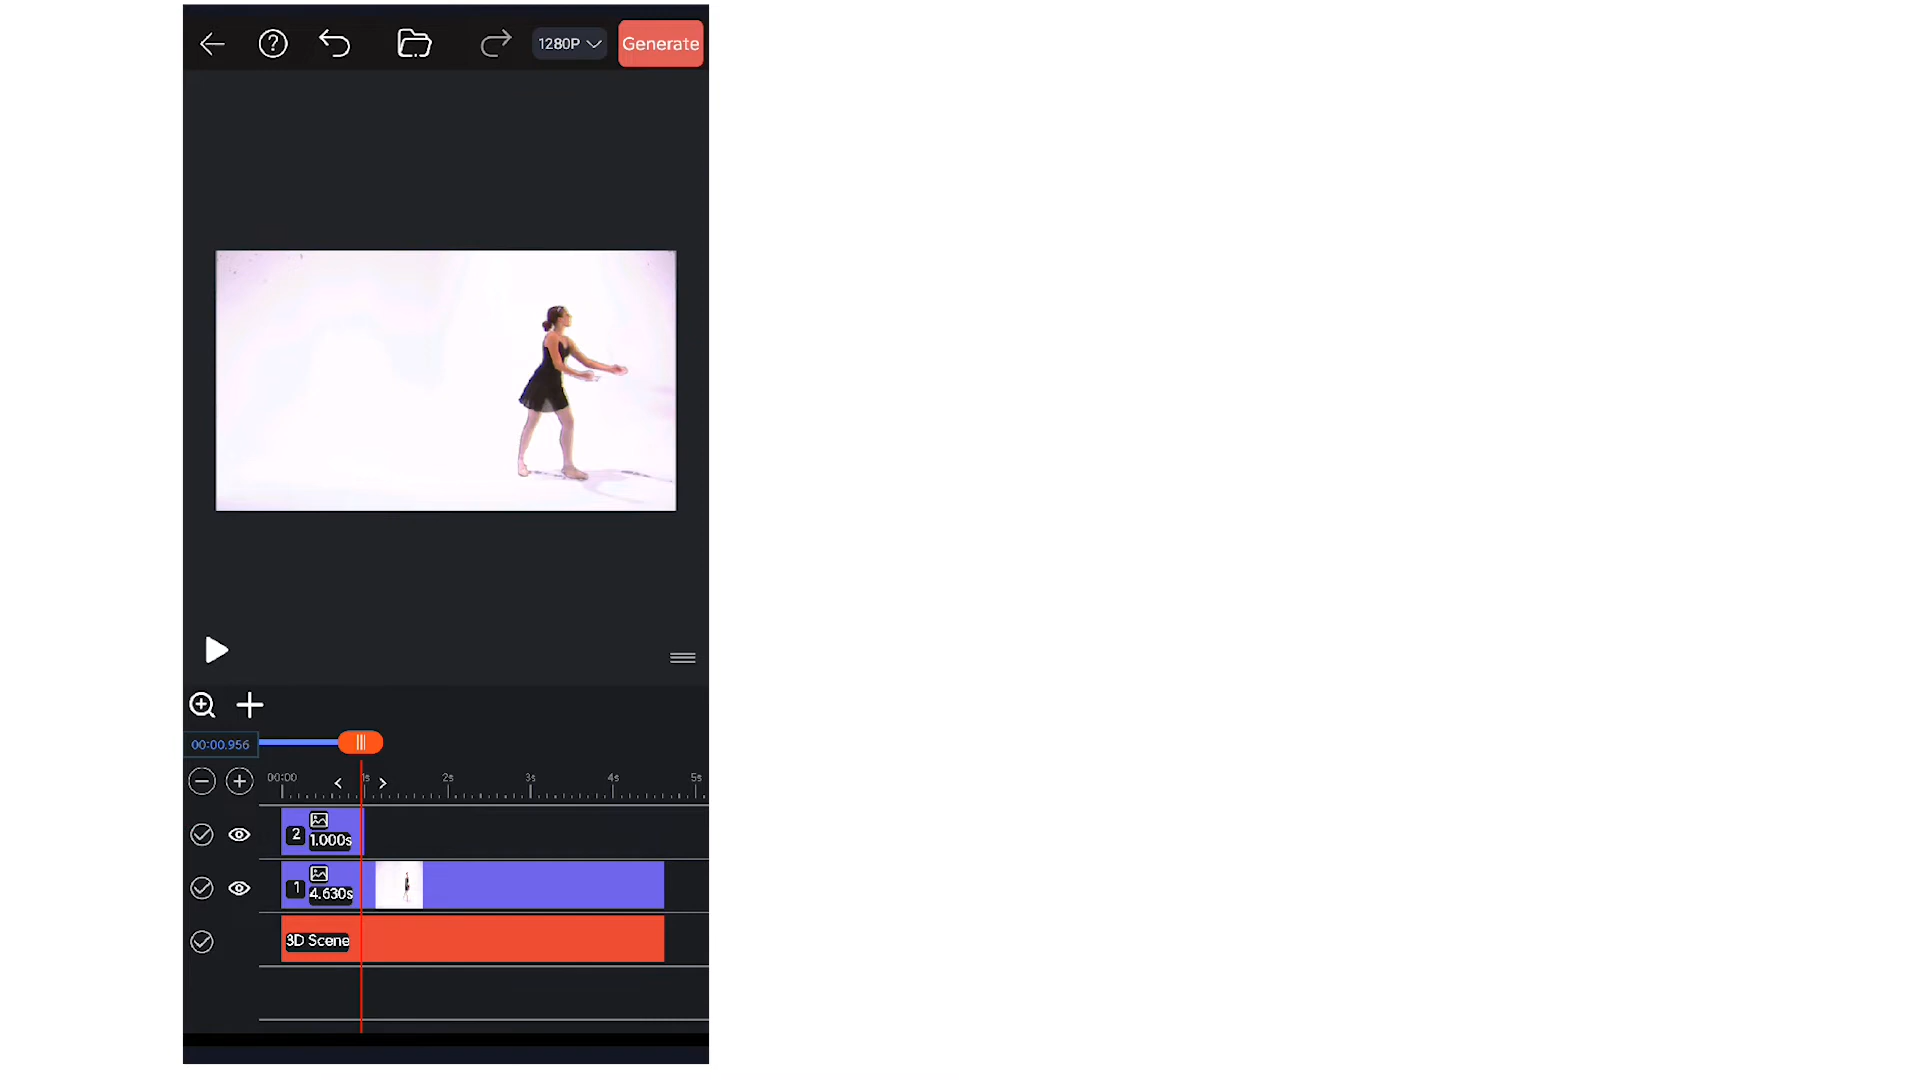 1280P
Generate
00:00.956
00:00
1s
2s
3s
4s
5s
2
1.000s
1
4.630s
3D Scene